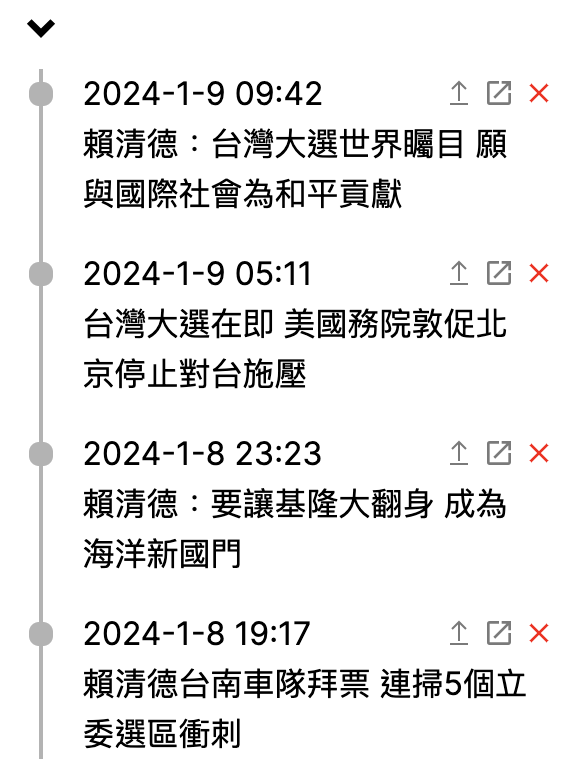 2024-1-9 09:42
賴清德：台灣大選世界矚目 願
與國際社會為和平貢獻
2024-1-9 05:11
台灣大選在即 美國務院敦促北
京停止對台施壓
2024-1-8 23:23
賴清德：要讓基隆大翻身 成為
海洋新國門
2024-1-8 19:17
賴清德台南車隊拜票 連掃5個立
委選區衝刺